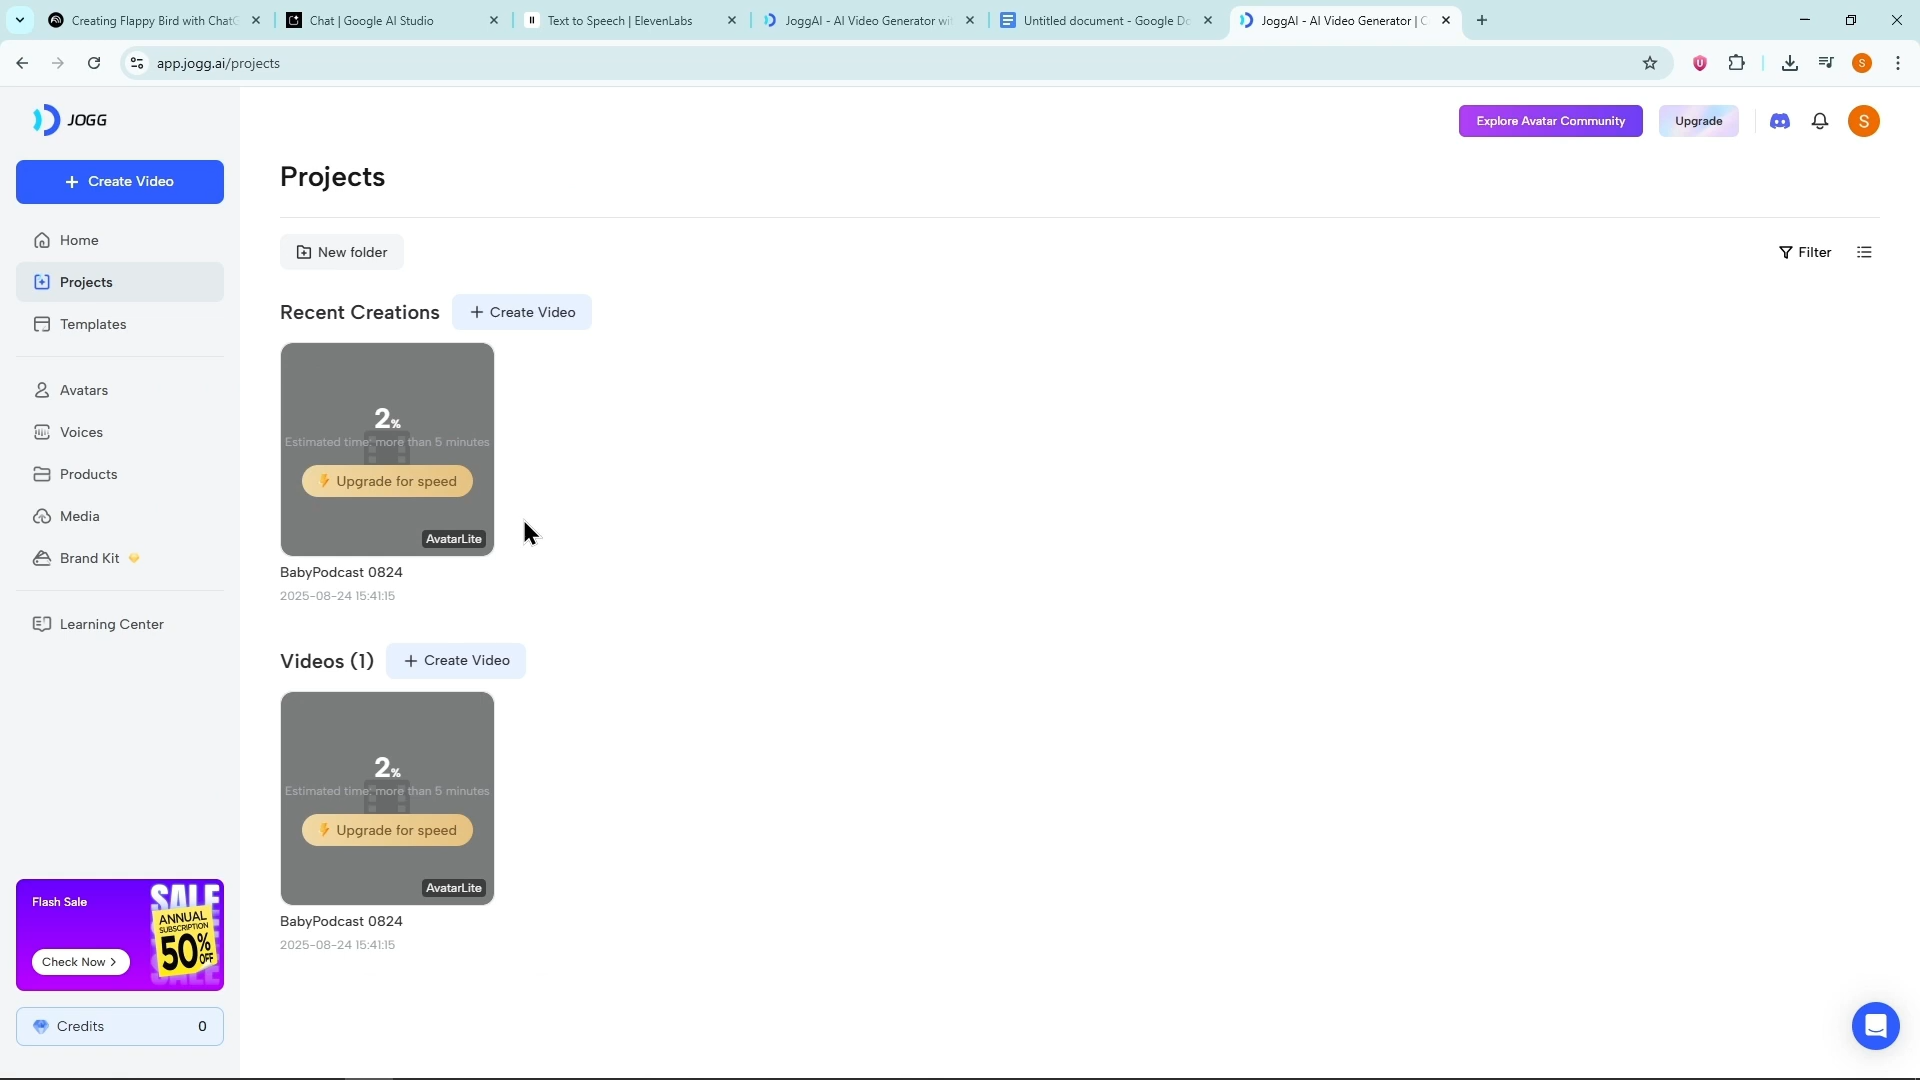 Creating Flappy Bird with ChatG
Chat | Google AI Studio
Text to Speech | ElevenLabs
JoggAI - AI Video Generator wi
Untitled document - Google Do
JoggAI - AI Video Generator | C
app.jogg.ai/projects
S
JOGG
Explore Avatar Community
Upgrade
S
+ Create Video
Projects
Home
New folder
Filter
Projects
Recent Creations
+ Create Video
Templates
2%
Estimated time: more than 5 minutes
Upgrade for speed
AvatarLite
BabyPodcast 0824
2025-08-24 15:41:15
Avatars
Voices
Products
Media
Brand Kit
Learning Center
Videos (1)
+ Create Video
2%
Estimated time: more than 5 minutes
Upgrade for speed
AvatarLite
BabyPodcast 0824
2025-08-24 15:41:15
Flash Sale
SALE
ANNUAL
SUBSCRIPTION
50%
OFF
Check Now >
Credits
0